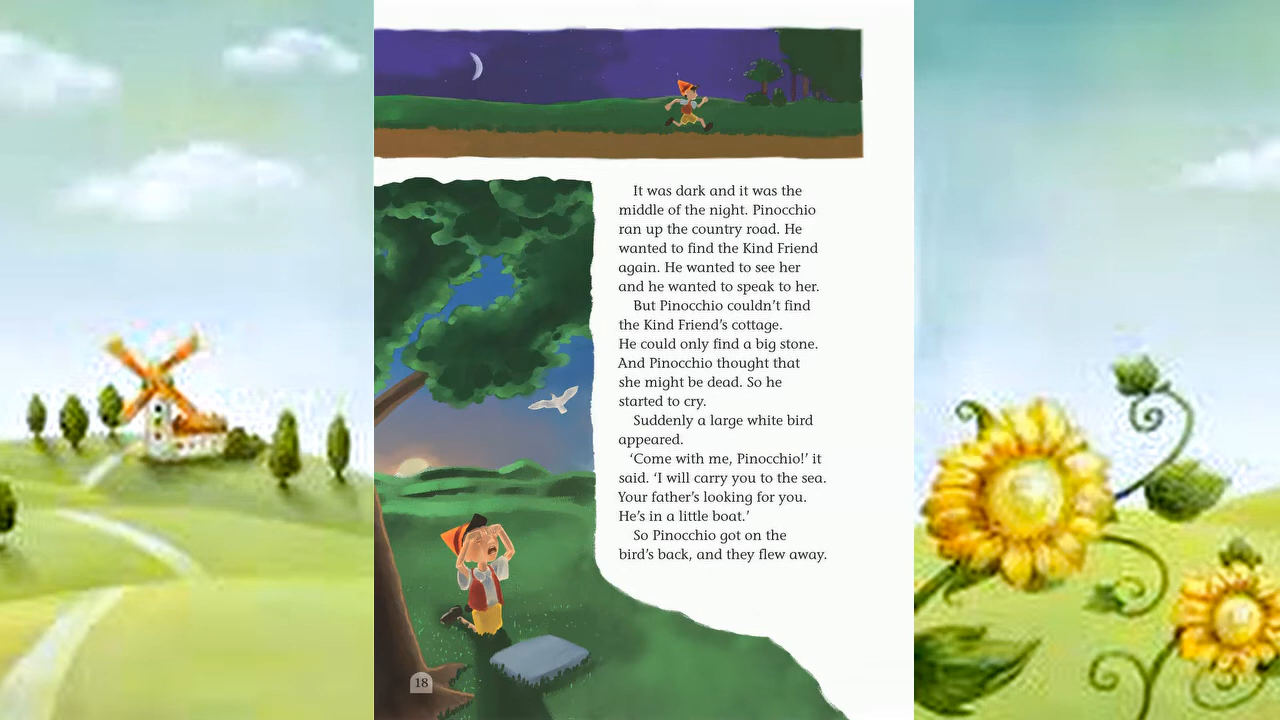 It was dark and it was the
middle of the night. Pinocchio
ran up the country road. He
wanted to find the Kind Friend
again. He wanted to see her
and he wanted to speak to her.
But Pinocchio couldn’t find
the Kind Friend’s cottage.
He could only find a big stone.
And Pinocchio thought that
she might be dead. So he
started to cry.
Suddenly a large white bird
appeared.
‘Come with me, Pinocchio!’ it
said. ‘I will carry you to the sea.
Your father’s looking for you.
He’s in a little boat.’
So Pinocchio got on the
bird’s back, and they flew away.
18